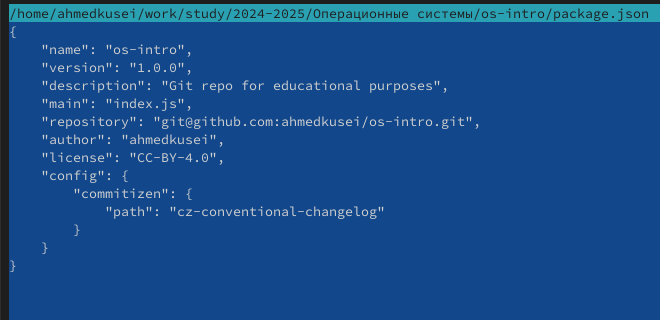 /home/ahmedkusei/work/study/2024-2025/Операционные системы/os-intro/package.json
{
    "name": "os-intro",
    "version": "1.0.0",
    "description": "Git repo for educational purposes",
    "main": "index.js",
    "repository": "git@github.com:ahmedkusei/os-intro.git",
    "author": "ahmedkusei",
    "license": "CC-BY-4.0",
    "config": {
        "commitizen": {
            "path": "cz-conventional-changelog"
        }
    }
}